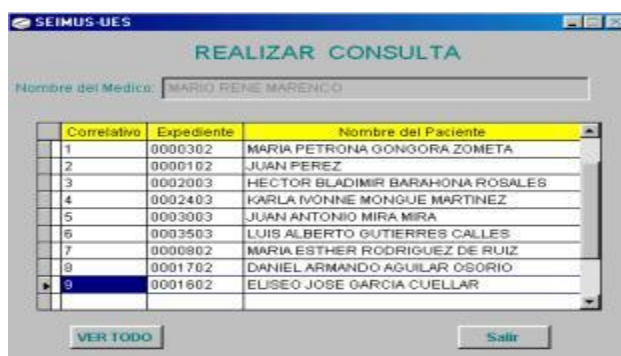 SEIMUS-UES
REALIZAR CONSULTA
Nombre del Medico: MARIO RENE MARENCO
Correlativo Expediente Nombre del Paciente
1 0000302 MARIA PETRONA GONGORA ZOMETA
2 0000102 JUAN PEREZ
3 0002003 HECTOR BLADIMIR BARAHONA ROSALES
4 0002403 KARLA IVONNE MONGUE MARTINEZ
5 0003003 JUAN ANTONIO MIRA MIRA
6 0003503 LUIS ALBERTO GUTIERRES CALLES
7 0000802 MARIA ESTHER RODRIGUEZ DE RUIZ
8 0001702 DANIEL ARMANDO AGUILAR OSORIO
9 0001602 ELISEO JOSE GARCIA CUELLAR
VER TODO Salir